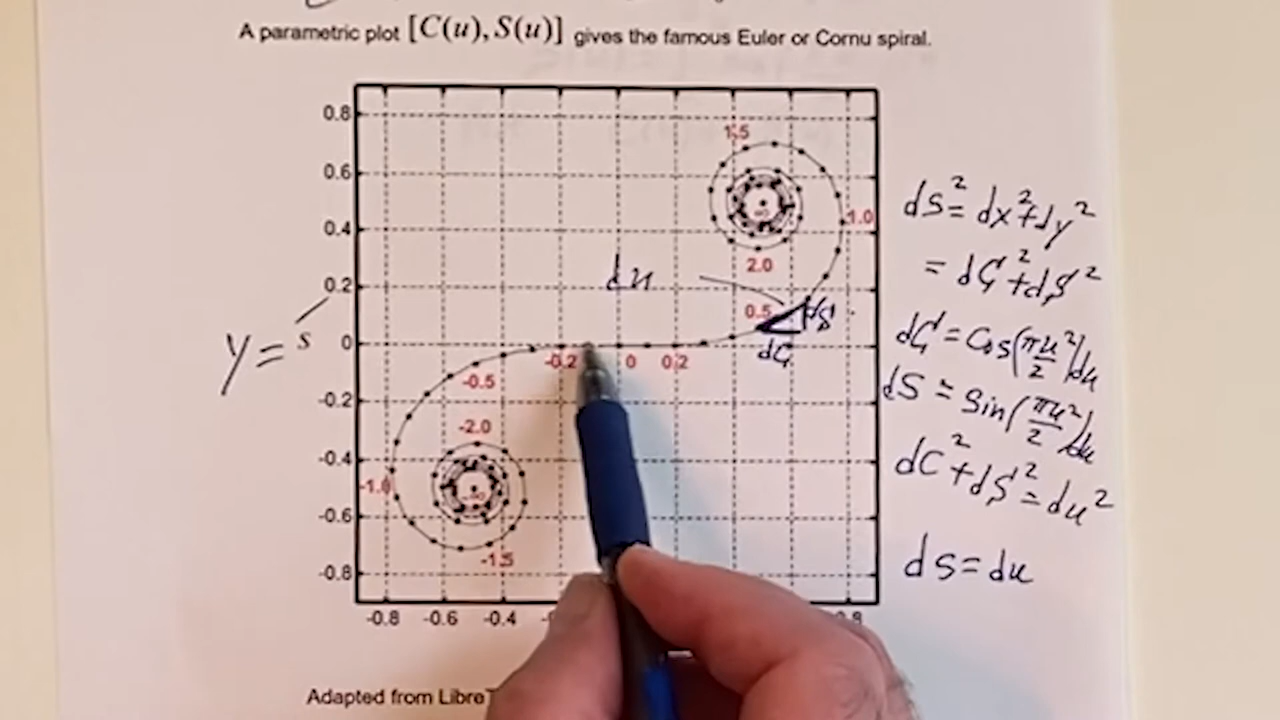 A parametric plot [C(u), S(u)] gives the famous Euler or Cornu spiral.
0.8
0.6
0.4
0.2
0
-0.2
-0.4
-0.6
-0.8
1.5
1.0
2.0
du
0.5
dS
dC
-0.2 0 0.2
-0.5
-2.0
-1.0
-∞
-1.5
y = s
-0.8 -0.6 -0.4
dS² = dx² + dy²
= dC² + dS²
dC = Cos(πu²/2)du
dS = Sin(πu²/2)du
dC² + dS² = du²
dS = du
Adapted from